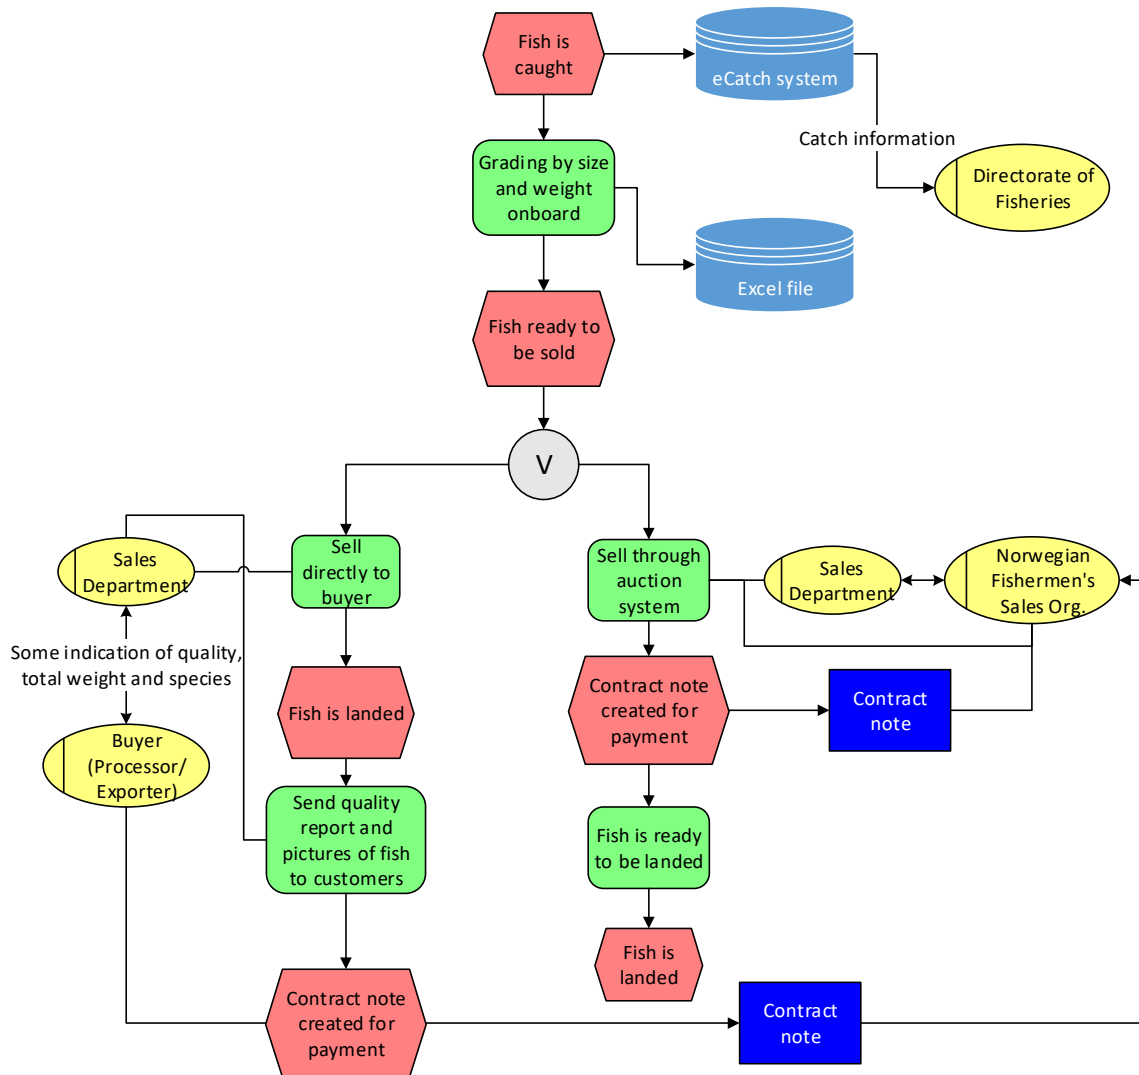 Fish is
caught
eCatch system
Catch information
Grading by size
and weight
onboard
Directorate of
Fisheries
Excel file
Fish ready to
be sold
V
Sales
Department
Sell
directly to
buyer
Sell through
auction
system
Sales
Department
Norwegian
Fishermen's
Sales Org.
Some indication of quality,
total weight and species
Fish is landed
Contract note
created for
payment
Contract
note
Buyer
(Processor/
Exporter)
Send quality
report and
pictures of fish
to customers
Fish is ready
to be landed
Fish is
landed
Contract note
created for
payment
Contract
note